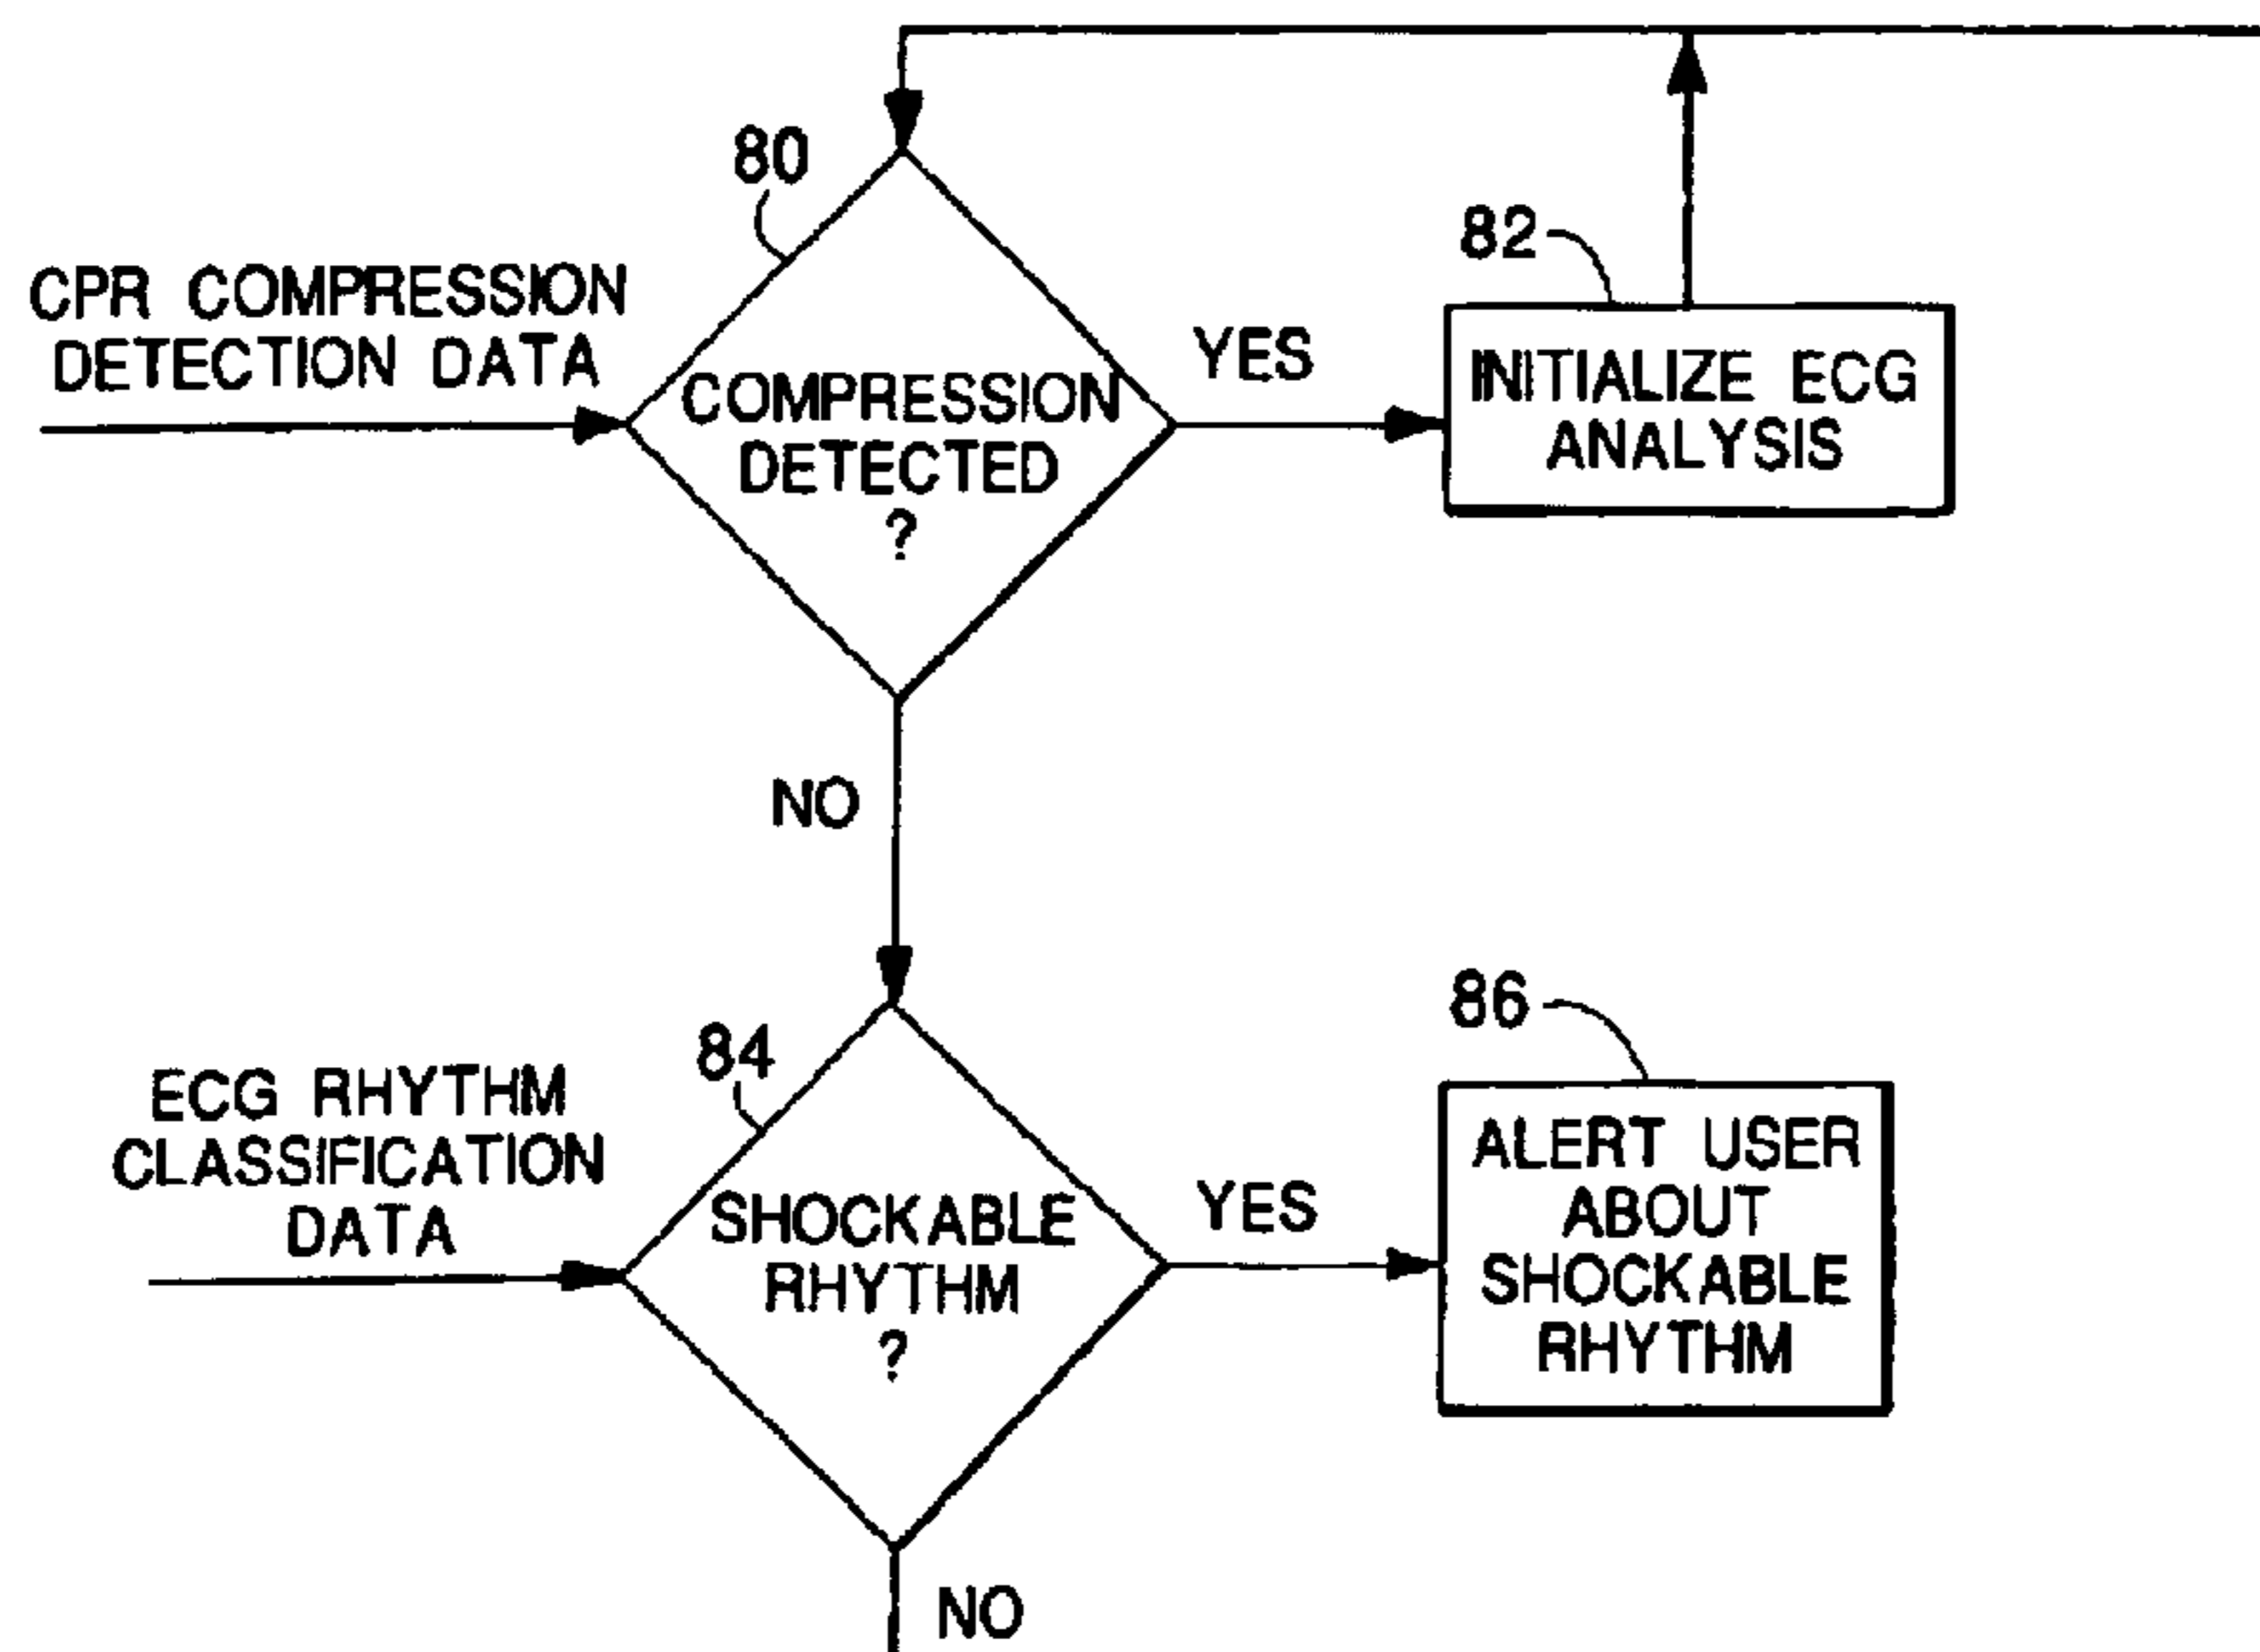 80
CPR COMPRESSION
DETECTION DATA
COMPRESSION
DETECTED
?
YES
82
INITIALIZE ECG
ANALYSIS
NO
84
ECG RHYTHM
CLASSIFICATION
DATA
SHOCKABLE
RHYTHM
?
YES
86
ALERT USER
ABOUT
SHOCKABLE
RHYTHM
NO